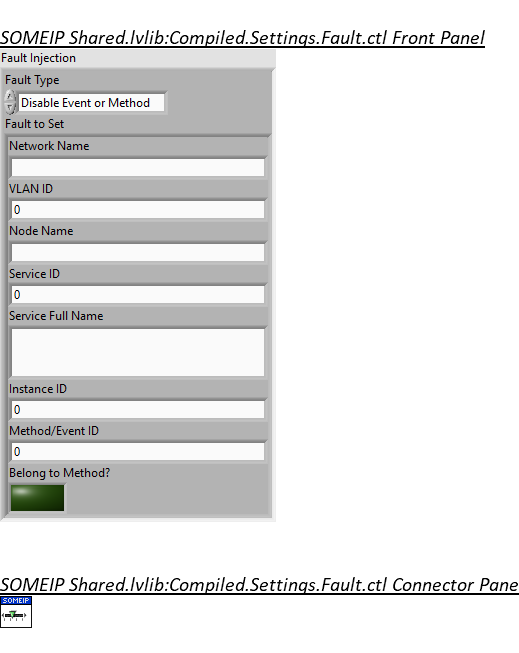 SOMEIP Shared.lvlib:Compiled.Settings.Fault.ctl Front Panel
Fault Injection
Fault Type
Disable Event or Method
Fault to Set
Network Name
VLAN ID
0
Node Name
Service ID
0
Service Full Name
Instance ID
0
Method/Event ID
0
Belong to Method?
SOMEIP Shared.lvlib:Compiled.Settings.Fault.ctl Connector Pane
SOMEIP